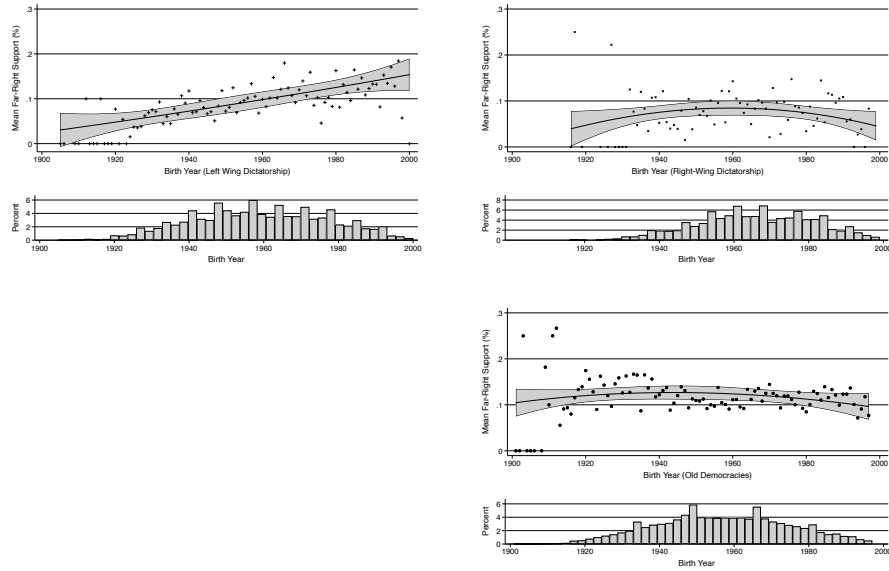 .3
.2
.1
0
Mean Far-Right Support (%)
1900 1920 1940 1960 1980 2000
Birth Year (Left Wing Dictatorship)
6
4
2
0
Percent
1900 1920 1940 1960 1980 2000
Birth Year
.3
.2
.1
0
Mean Far-Right Support (%)
1900 1920 1940 1960 1980 2000
Birth Year (Right-Wing Dictatorship)
8
6
4
2
0
Percent
1900 1920 1940 1960 1980 2000
Birth Year
.3
.2
.1
0
Mean Far-Right Support (%)
1900 1920 1940 1960 1980 2000
Birth Year (Old Democracies)
6
4
2
0
Percent
1900 1920 1940 1960 1980 2000
Birth Year